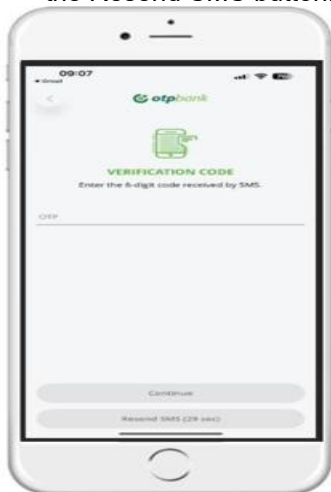 the Resend SMS button
09:07
◂ Gmail
otpbank
VERIFICATION CODE
Enter the 6-digit code received by SMS.
OTP
Continue
Resend SMS (29 sec)